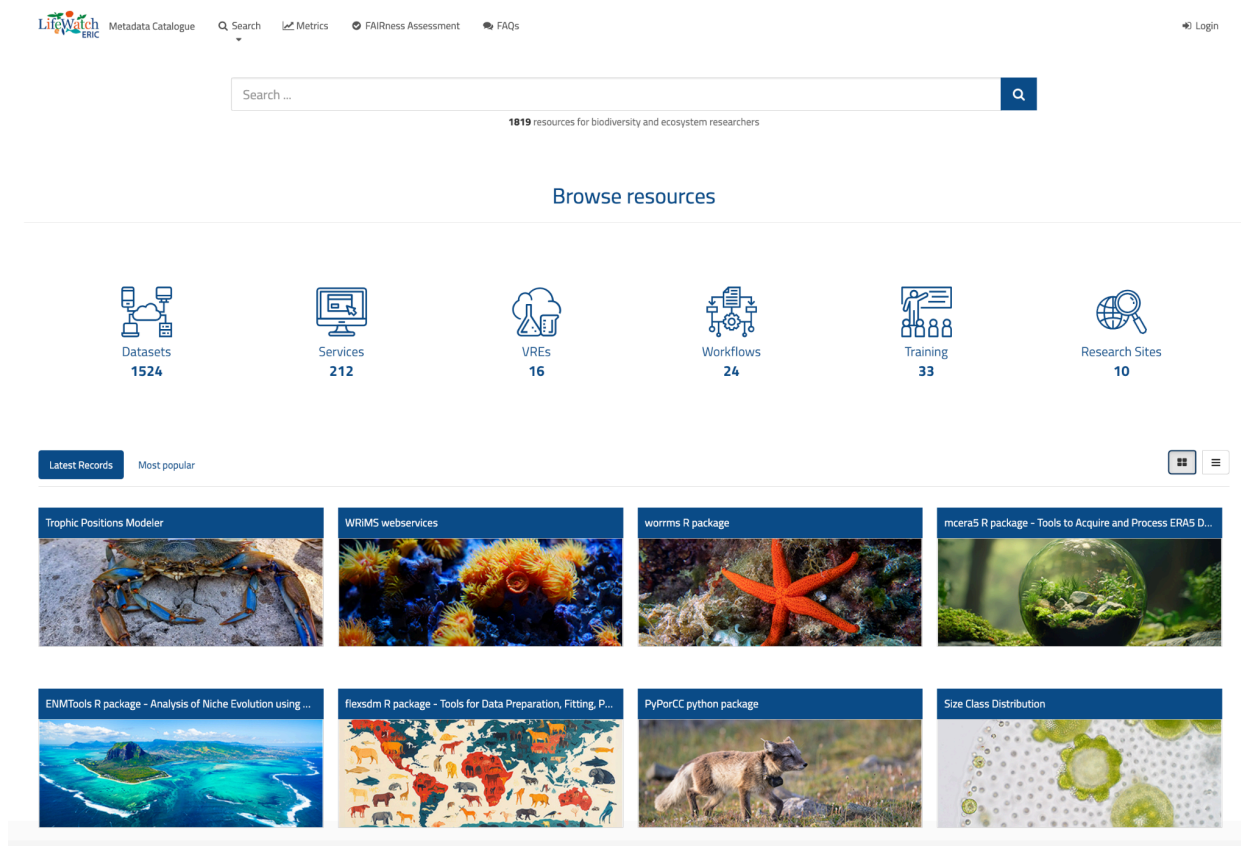 LifeWatch
ERIC
Metadata Catalogue
Search
Metrics
FAIRness Assessment
FAQs
Login
Search ...
1819 resources for biodiversity and ecosystem researchers
Browse resources
Datasets
1524
Services
212
VREs
16
Workflows
24
Training
33
Research Sites
10
Latest Records
Most popular
Trophic Positions Modeler
WRiMS webservices
worrms R package
mcera5 R package - Tools to Acquire and Process ERA5 D...
ENMTools R package - Analysis of Niche Evolution using ...
flexsdm R package - Tools for Data Preparation, Fitting, P...
PyPorCC python package
Size Class Distribution